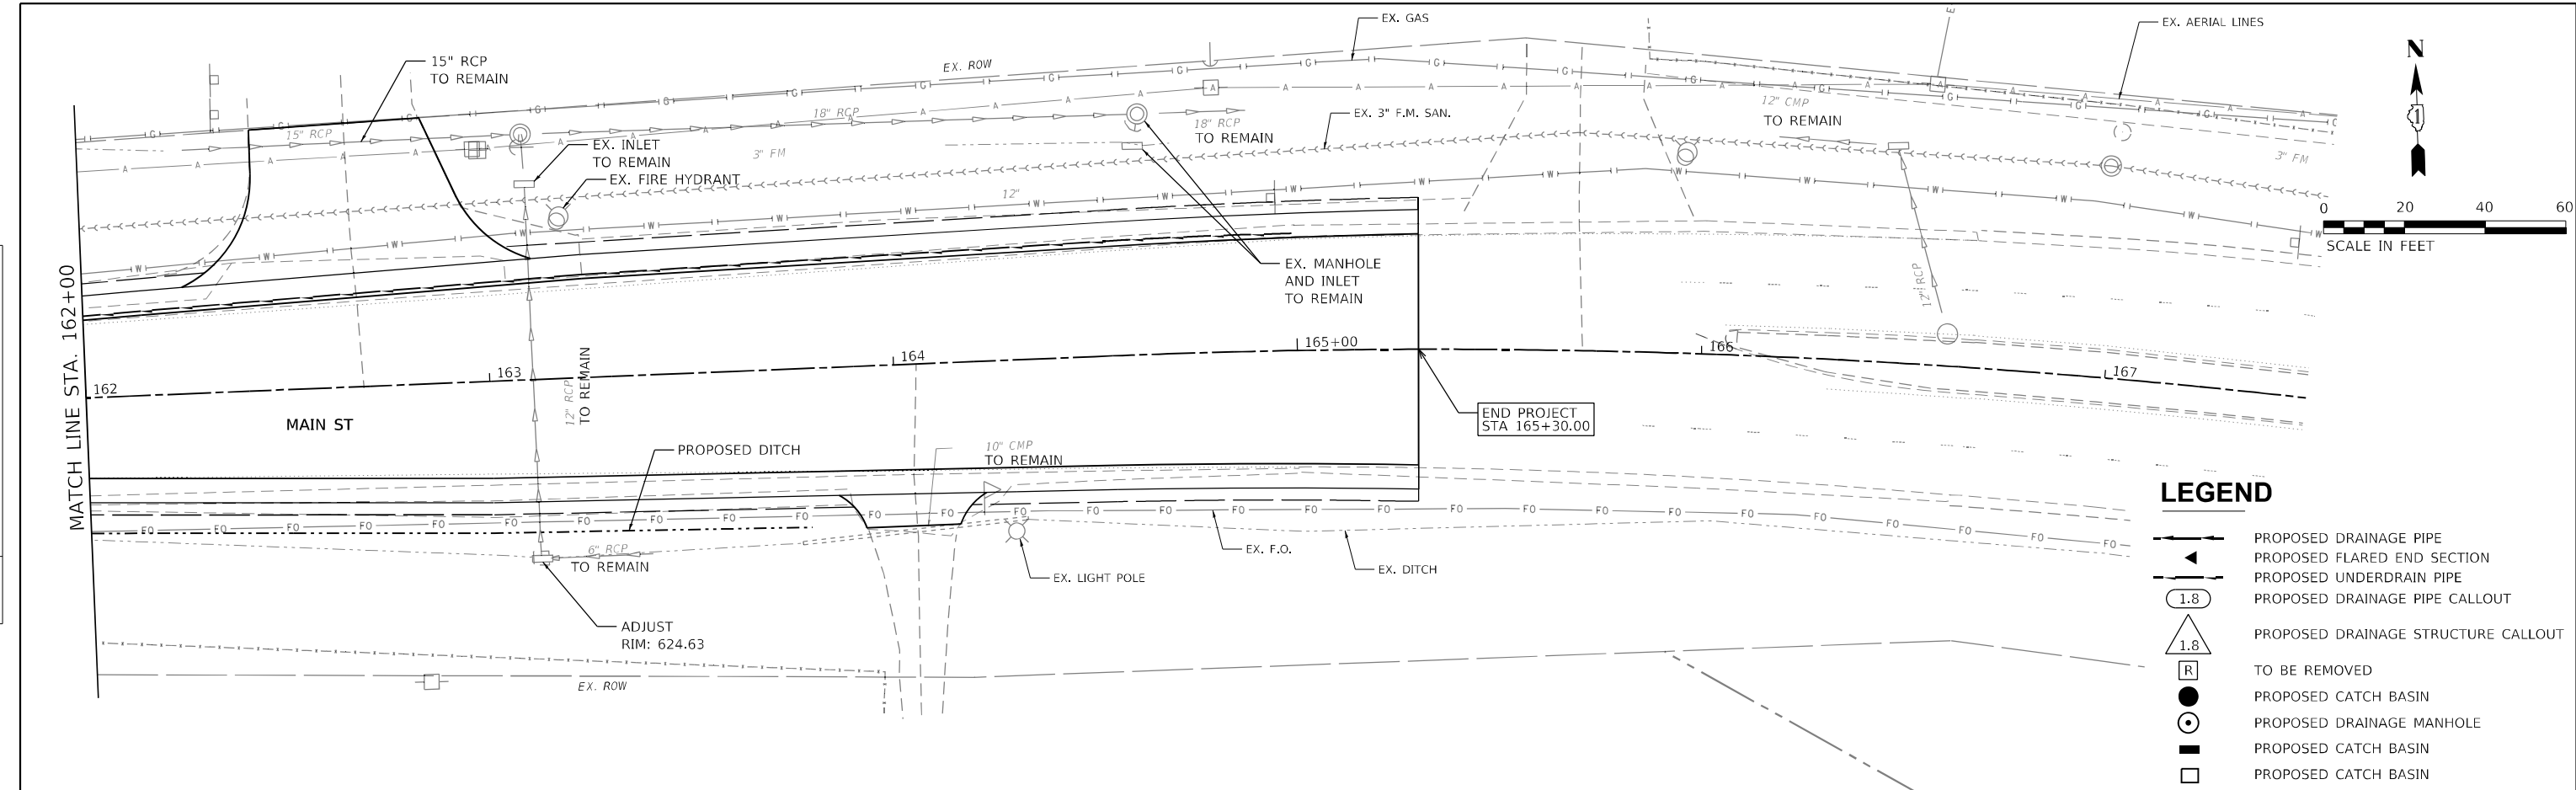 EX. GAS
EX. AERIAL LINES
N
1
15" RCP
TO REMAIN
EX. ROW
E
15" RCP
18" RCP
18" RCP
TO REMAIN
EX. 3" F.M. SAN.
12" CMP
TO REMAIN
3" FM
3" FM
EX. INLET
TO REMAIN
EX. FIRE HYDRANT
12"
0 20 40 60
SCALE IN FEET
EX. MANHOLE
AND INLET
TO REMAIN
12" RCP
MATCH LINE STA. 162+00
162
163
164
165+00
166
167
MAIN ST
12" RCP
TO REMAIN
END PROJECT
STA 165+30.00
PROPOSED DITCH
10" CMP
TO REMAIN
6" RCP
TO REMAIN
EX. F.O.
EX. LIGHT POLE
EX. DITCH
ADJUST
RIM: 624.63
EX. ROW
LEGEND
PROPOSED DRAINAGE PIPE
PROPOSED FLARED END SECTION
PROPOSED UNDERDRAIN PIPE
1.8 PROPOSED DRAINAGE PIPE CALLOUT
1.8 PROPOSED DRAINAGE STRUCTURE CALLOUT
R TO BE REMOVED
PROPOSED CATCH BASIN
PROPOSED DRAINAGE MANHOLE
PROPOSED CATCH BASIN
PROPOSED CATCH BASIN